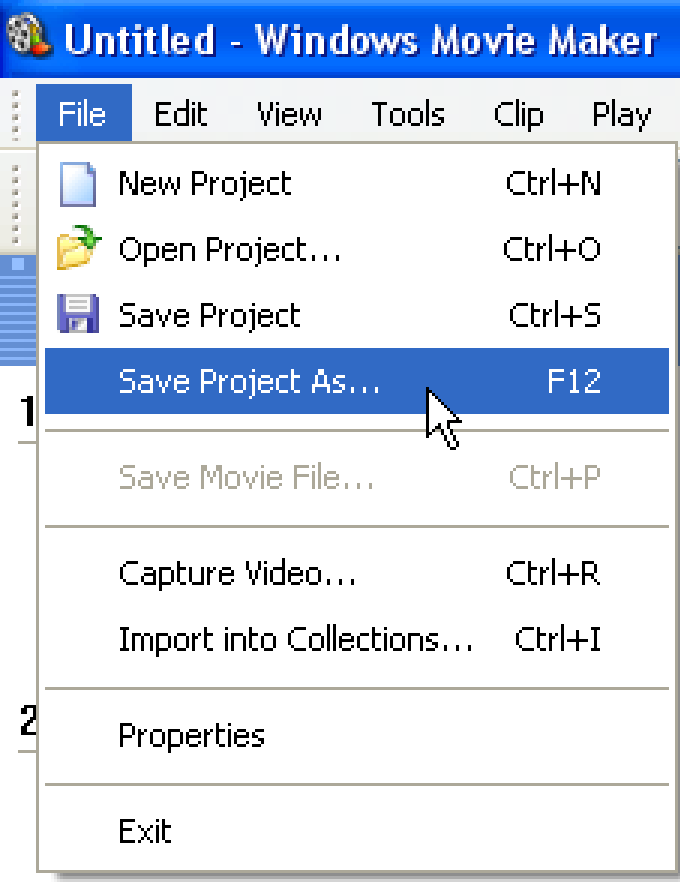 Untitled - Windows Movie Maker
File Edit View Tools Clip Play
New Project Ctrl+N
Open Project... Ctrl+O
Save Project Ctrl+S
Save Project As... F12
1
Save Movie File... Ctrl+P
Capture Video... Ctrl+R
Import into Collections... Ctrl+I
2
Properties
Exit